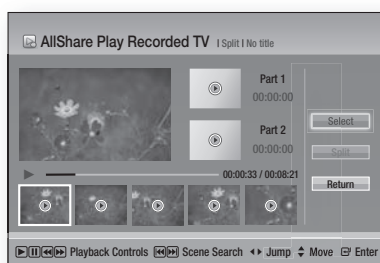 AllShare Play Recorded TV | Split | No title
Part 1
00:00:00
Part 2
00:00:00
Select
Split
Return
00:00:33 / 00:08:21
Playback Controls Scene Search Jump Move Enter